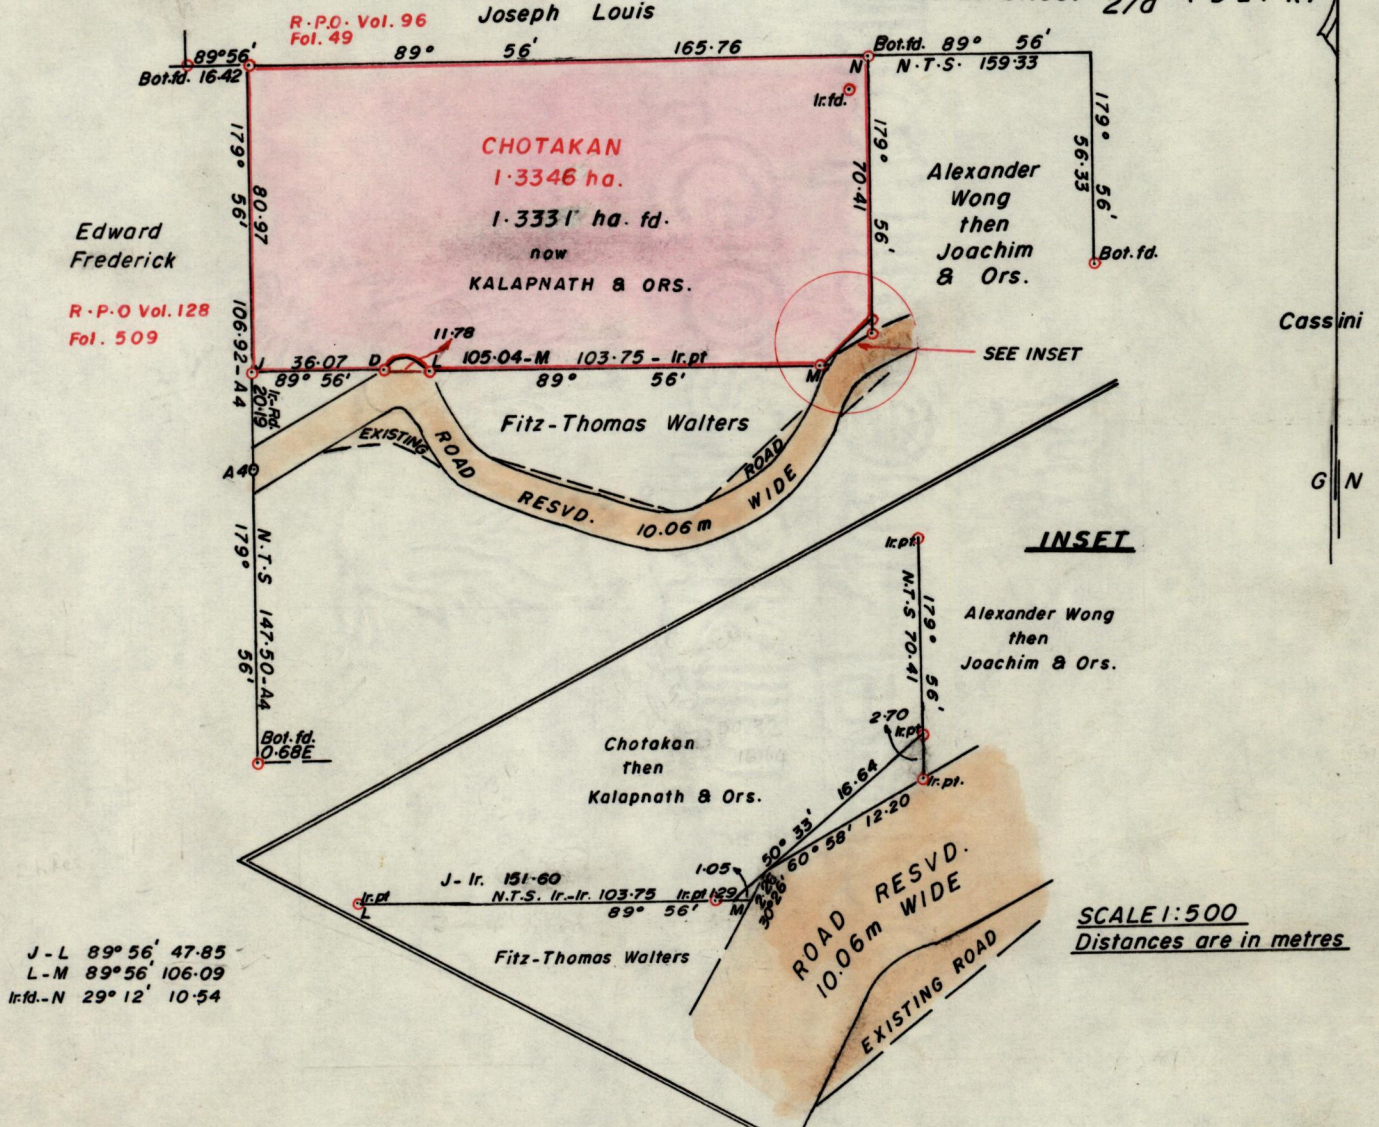 R.P.O. Vol. 96
Fol. 49
Joseph Louis
89° 56'
Bot.fd. 16.42
89° 56' 165.76
Bot.fd. 89° 56'
N
N.T.S. 159.33
Ir.fd.
179° 56'
80.97
CHOTAKAN
1.3346 ha.
1.3331 ha. fd.
now
KALAPNATH & ORS.
179° 56'
70.41
Alexander
Wong
then
Joachim
& Ors.
179° 56'
56.33
Bot.fd.
Edward
Frederick
R.P.O Vol. 128
Fol. 509
106.92-A4
Cassini
11.78
J 36.07 D L 105.04-M 103.75 - Ir.pt
89° 56' 89° 56' M
SEE INSET
Ir.-Rd.
20.19
Fitz-Thomas Walters
EXISTING ROAD
A4
ROAD RESVD. 10.06m WIDE
G N
N.T.S 147.50-A4
179° 56'
Bot.fd.
0.68E
INSET
Ir.pt.
N.T.S 70.41
179° 56'
Alexander Wong
then
Joachim & Ors.
2.70
Ir.pt
Chotakan
then
Kalapnath & Ors.
16.64
50° 33'
Ir.pt.
60° 58' 12.20
1.05
30° 26'
J-Ir. 151.60
Ir.pt N.T.S. Ir.-Ir. 103.75 Ir.pt 1.29
L 89° 56' M
Fitz-Thomas Walters
ROAD RESVD.
10.06m WIDE
EXISTING ROAD
SCALE 1:500
Distances are in metres
J-L 89° 56' 47.85
L-M 89° 56' 106.09
Ir.fd.-N 29° 12' 10.54